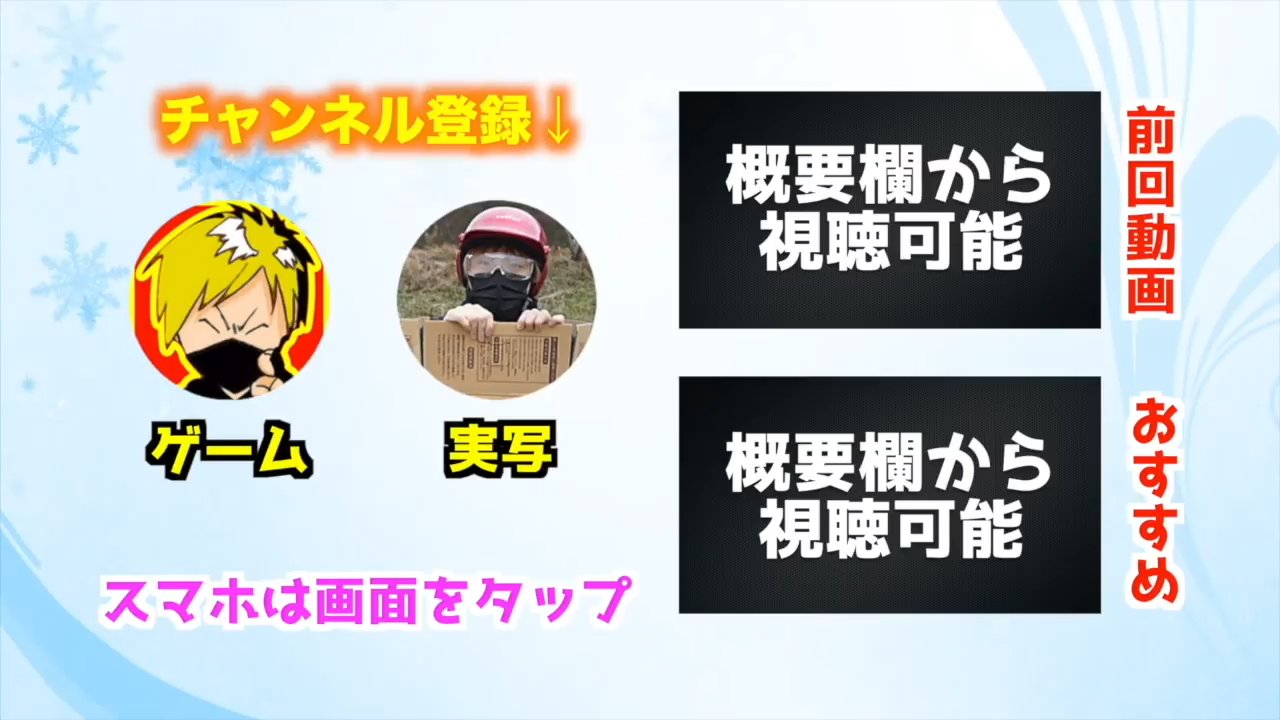 チャンネル登録↓
ゲーム
実写
スマホは画面をタップ
概要欄から
視聴可能
前回動画
概要欄から
視聴可能
おすすめ